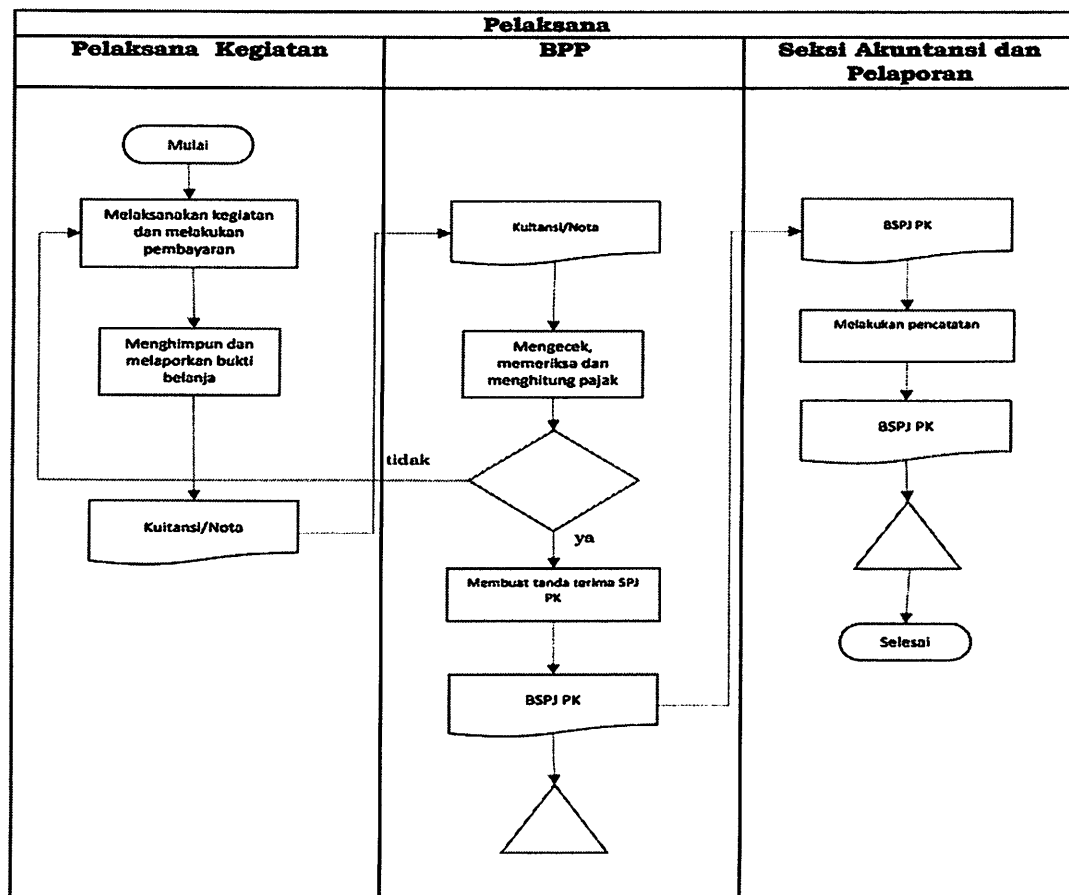 Pelaksana
Pelaksana Kegiatan
BPP
Seksi Akuntansi dan
Pelaporan
Mulai
Melaksanakan kegiatan
dan melakukan
pembayaran
Menghimpun dan
melaporkan bukti
belanja
Kuitansi/Nota
Kuitansi/Nota
Mengecek,
memeriksa dan
menghitung pajak
tidak
ya
Membuat tanda terima SPJ
PK
BSPJ PK
BSPJ PK
Melakukan pencatatan
BSPJ PK
Selesai